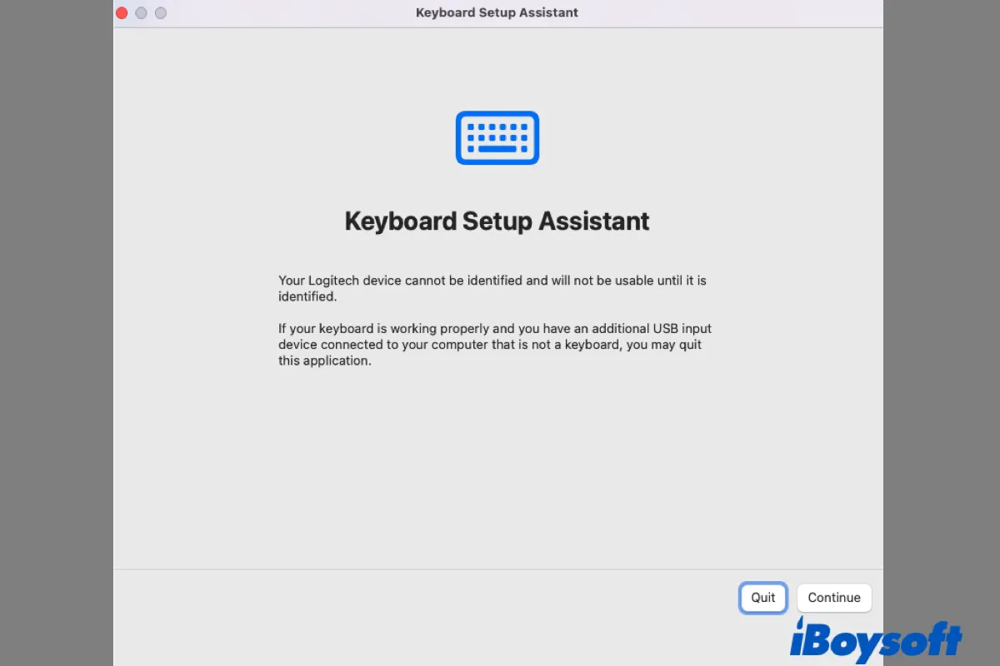 Keyboard Setup Assistant
Keyboard Setup Assistant
Your Logitech device cannot be identified and will not be usable until it is
identified.
If your keyboard is working properly and you have an additional USB input
device connected to your computer that is not a keyboard, you may quit
this application.
Quit
Continue
iBoysoft